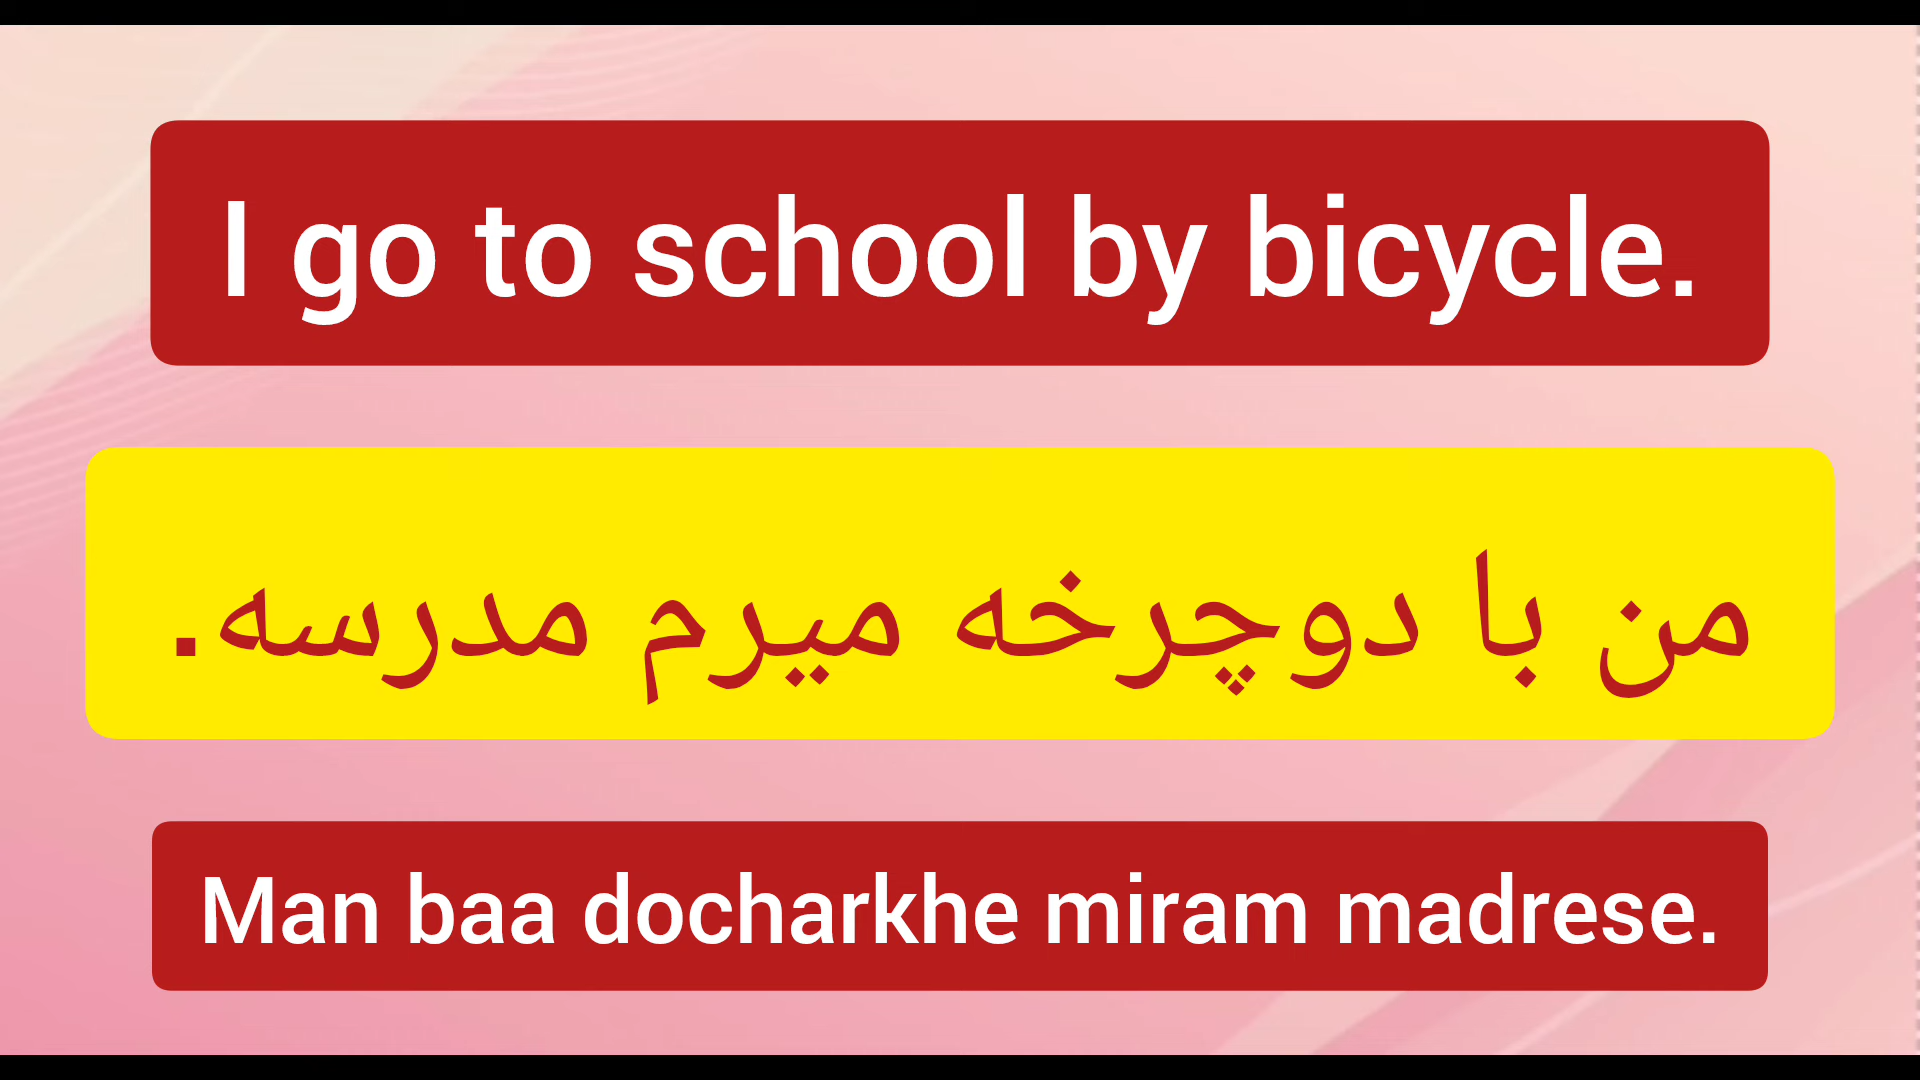 I go to school by bicycle.
من با دوچرخه میرم مدرسه.
Man baa docharkhe miram madrese.